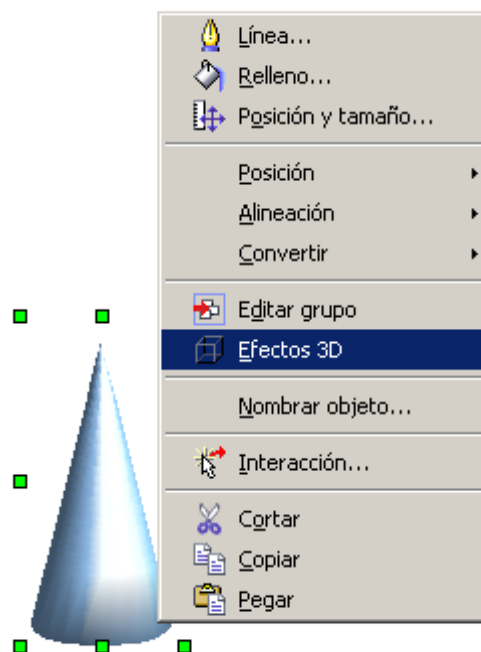 Línea...
Relleno...
Posición y tamaño...
Posición
Alineación
Convertir
Editar grupo
Efectos 3D
Nombrar objeto...
Interacción...
Cortar
Copiar
Pegar